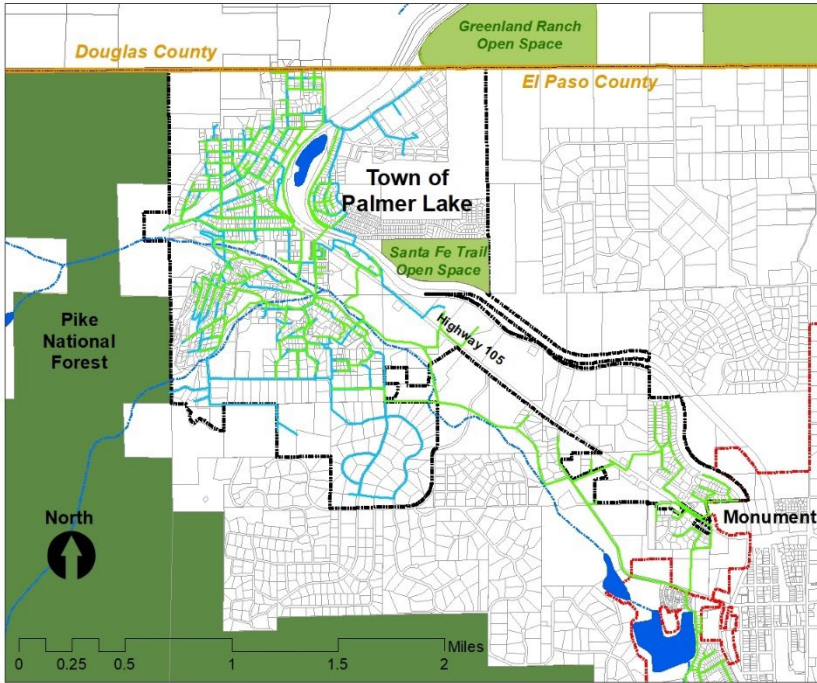 Greenland Ranch
Open Space
Douglas County
El Paso County
Town of
Palmer Lake
Santa Fe Trail
Open Space
Highway 105
Pike
National
Forest
North
Monument
Miles
0 0.25 0.5 1 1.5 2